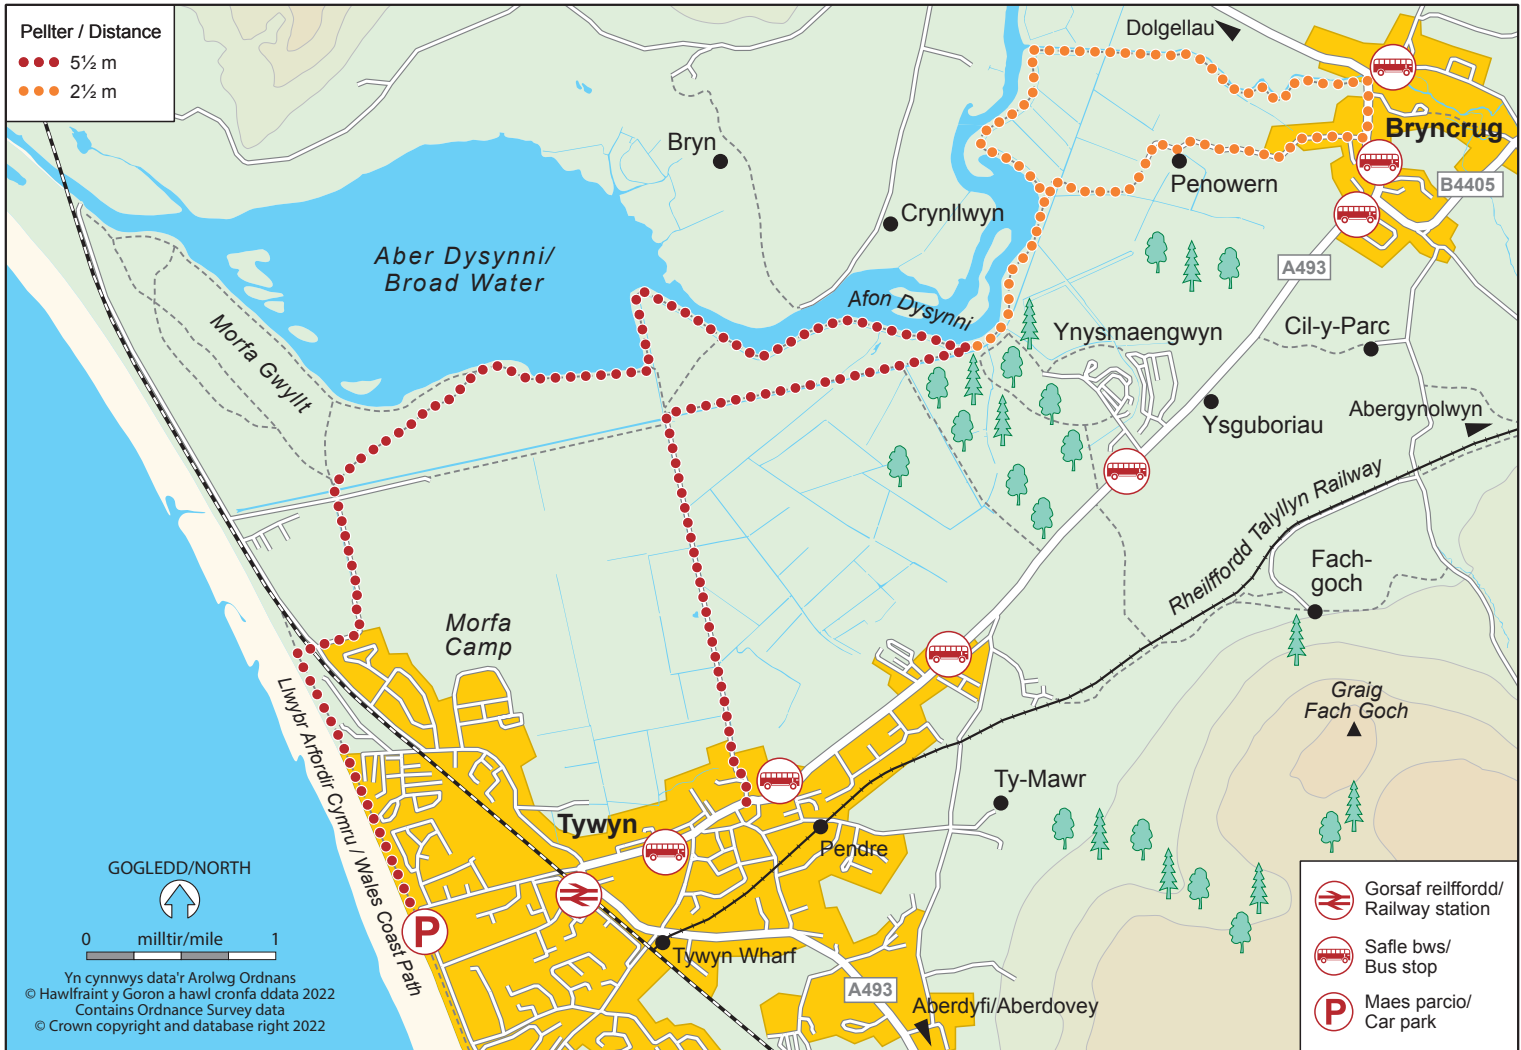 Pellter / Distance
5½ m
2½ m
Dolgellau
Bryncrug
B4405
Bryn
Penowern
Crynllwyn
Aber Dysynni/
Broad Water
A493
Afon Dysynni
Morfa Gwyllt
Ynysmaengwyn
Cil-y-Parc
Ysguboriau
Abergynolwyn
Rheilffordd Talyllyn Railway
Fach-
goch
Morfa
Camp
Graig
Fach Goch
Llwybr Arfordir Cymru / Wales Coast Path
Ty-Mawr
Tywyn
Pendre
Tywyn Wharf
A493
Aberdyfi/Aberdovey
P
GOGLEDD/NORTH
0 milltir/mile 1
Yn cynnwys data'r Arolwg Ordnans
© Hawlfraint y Goron a hawl cronfa ddata 2022
Contains Ordnance Survey data
© Crown copyright and database right 2022
Gorsaf reilffordd/
Railway station
Safle bws/
Bus stop
P
Maes parcio/
Car park